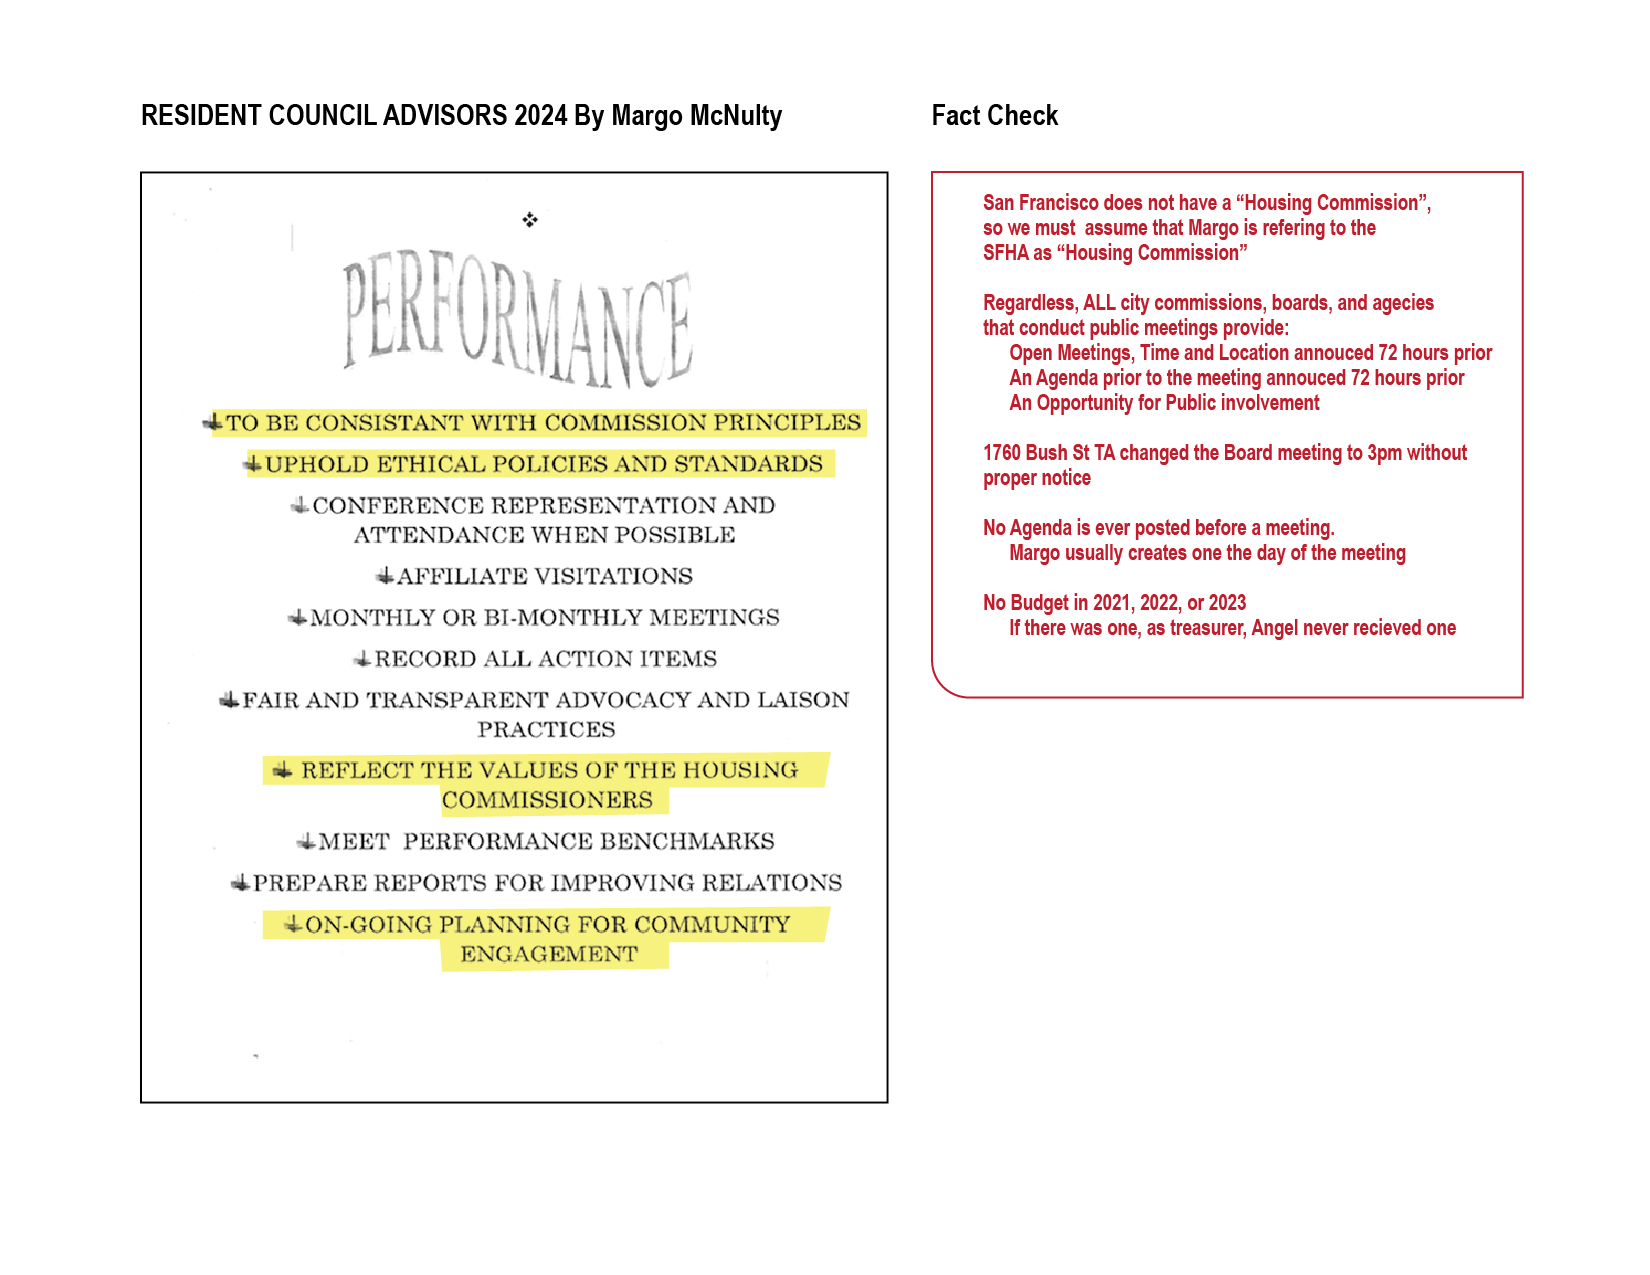 RESIDENT COUNCIL ADVISORS 2024 By Margo McNulty
PERFORMANCE
TO BE CONSISTANT WITH COMMISSION PRINCIPLES
UPHOLD ETHICAL POLICIES AND STANDARDS
CONFERENCE REPRESENTATION AND
ATTENDANCE WHEN POSSIBLE
AFFILIATE VISITATIONS
MONTHLY OR BI-MONTHLY MEETINGS
RECORD ALL ACTION ITEMS
FAIR AND TRANSPARENT ADVOCACY AND LAISON
PRACTICES
REFLECT THE VALUES OF THE HOUSING
COMMISSIONERS
MEET PERFORMANCE BENCHMARKS
PREPARE REPORTS FOR IMPROVING RELATIONS
ON-GOING PLANNING FOR COMMUNITY
ENGAGEMENT
Fact Check
San Francisco does not have a “Housing Commission”,
so we must assume that Margo is refering to the
SFHA as “Housing Commission”
Regardless, ALL city commissions, boards, and agecies
that conduct public meetings provide:
Open Meetings, Time and Location annouced 72 hours prior
An Agenda prior to the meeting annouced 72 hours prior
An Opportunity for Public involvement
1760 Bush St TA changed the Board meeting to 3pm without
proper notice
No Agenda is ever posted before a meeting.
Margo usually creates one the day of the meeting
No Budget in 2021, 2022, or 2023
If there was one, as treasurer, Angel never recieved one